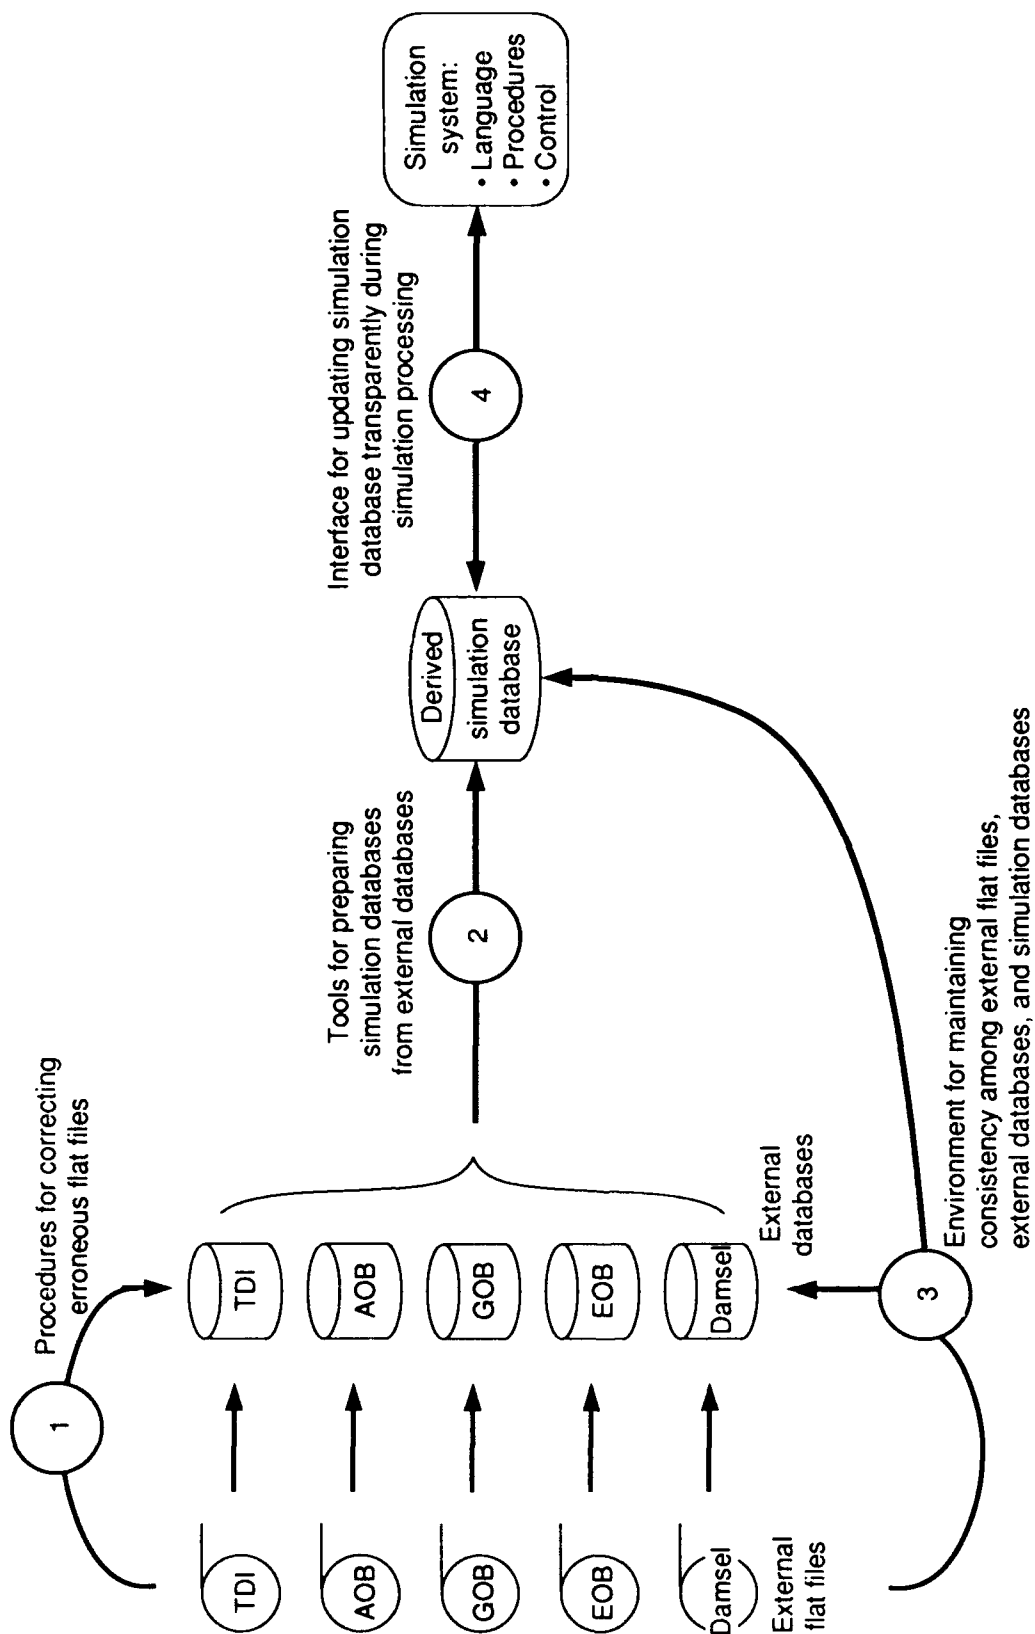 1
Procedures for correcting
erroneous flat files
TDI
AOB
GOB
EOB
Damsel
External
flat files
TDI
AOB
GOB
EOB
Damsel
External
databases
Tools for preparing
simulation databases
from external databases
2
Derived
simulation
database
Interface for updating simulation
database transparently during
simulation processing
4
Simulation
system:
• Language
• Procedures
• Control
3
Environment for maintaining
consistency among external flat files,
external databases, and simulation databases